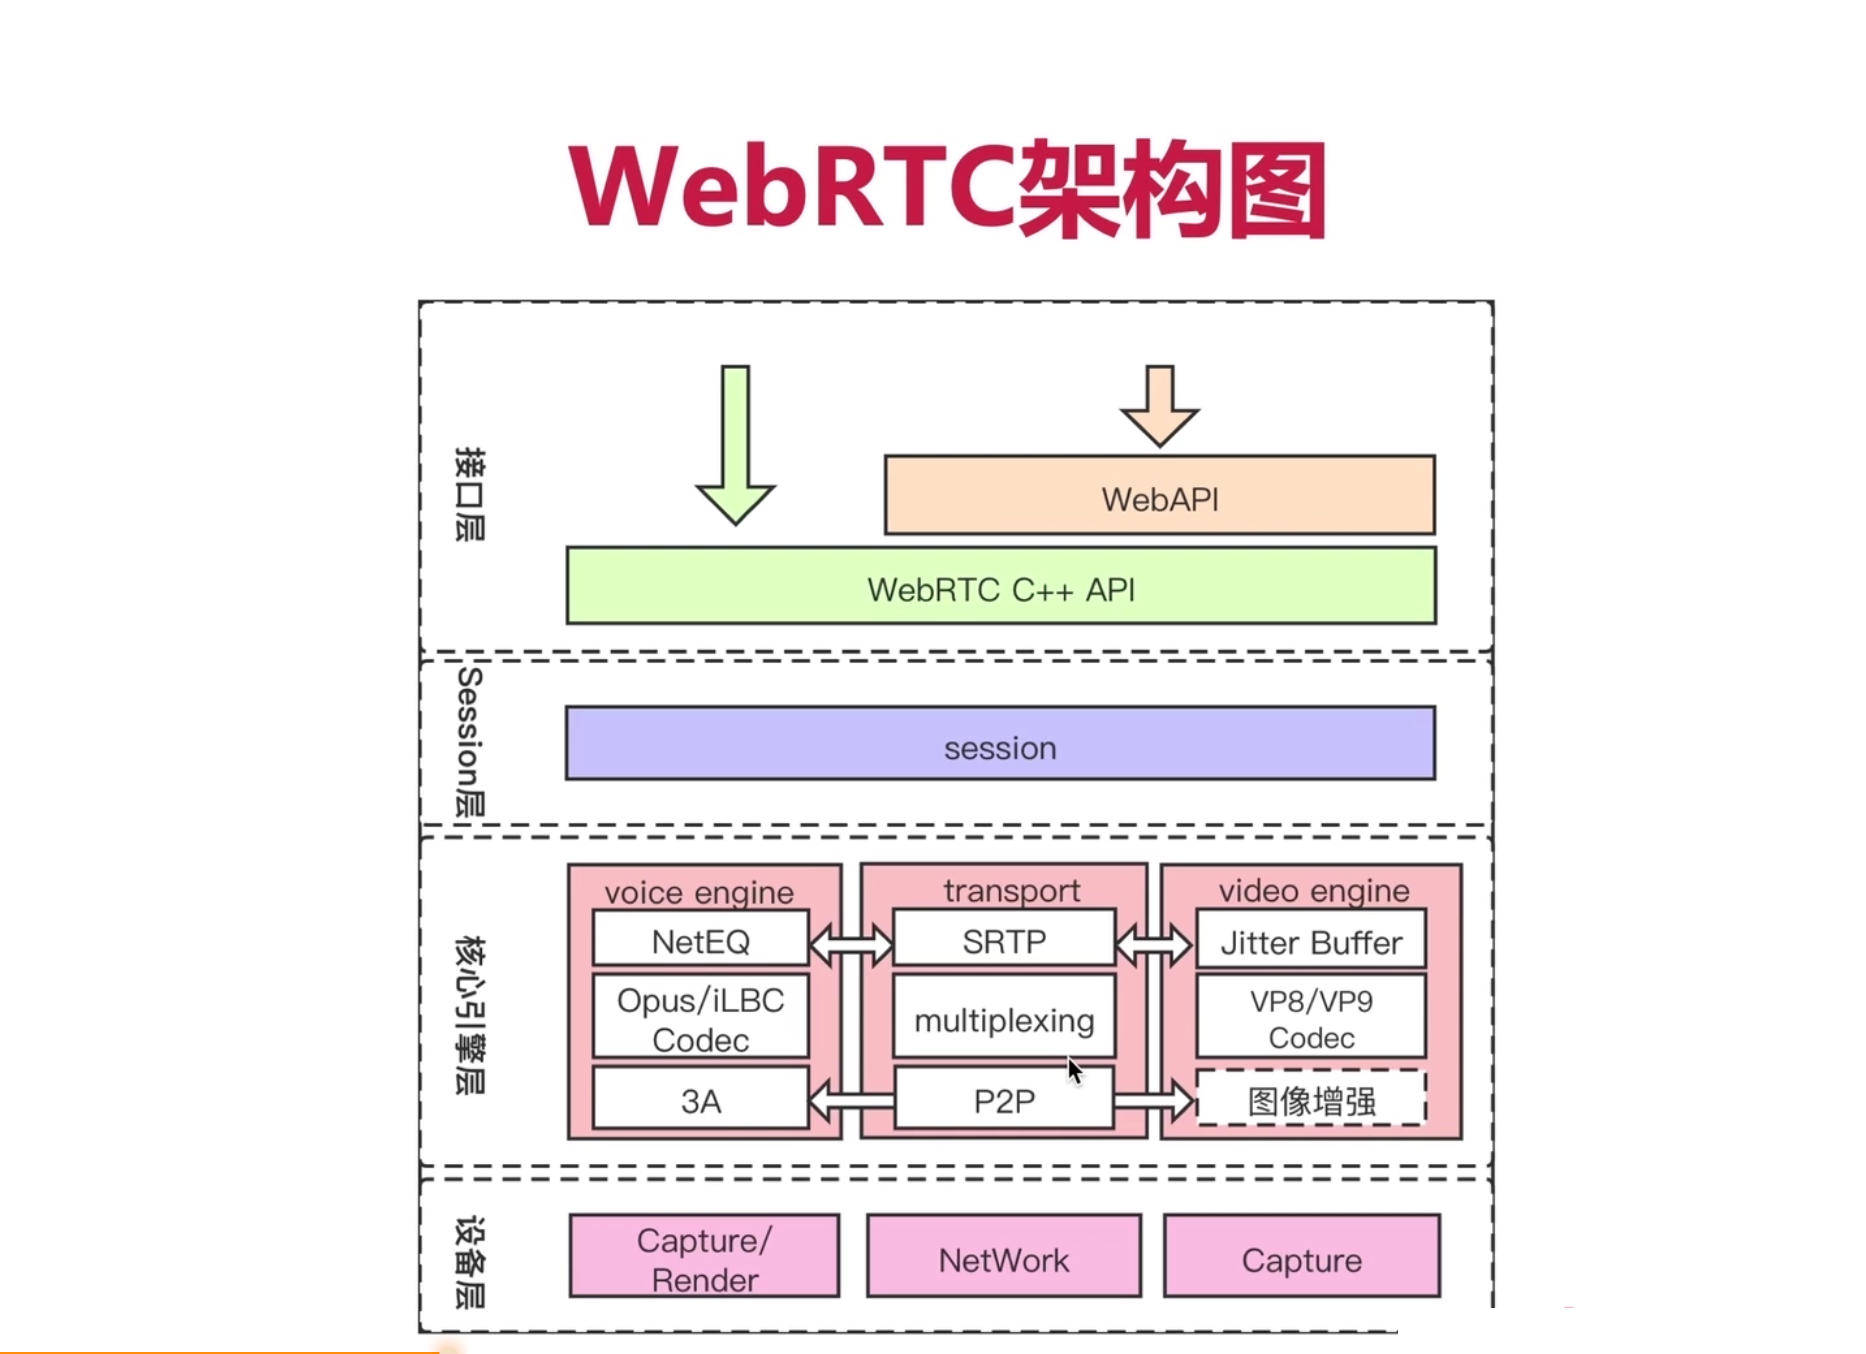 WebRTC架构图
接口层
WebAPI
WebRTC C++ API
Session层
session
核心引擎层
voice engine
NetEQ
Opus/iLBC
Codec
3A
transport
SRTP
multiplexing
P2P
video engine
Jitter Buffer
VP8/VP9
Codec
图像增强
设备层
Capture/
Render
NetWork
Capture